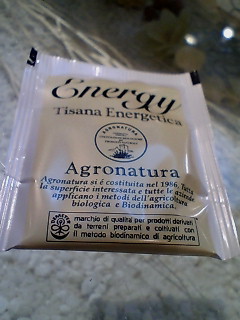 Energy
Tisana Energetica
AGRONATURA
Agronatura
Agronatura si é costituita nel 1986. Tutta
la superficie interessata e tutte le aziende
applicano i metodi dell'agricoltura
biologica e Biodinamica.
marchio di qualità per prodotti derivati
da terreni preparati e coltivati con
il metodo biodinamico di agricoltura